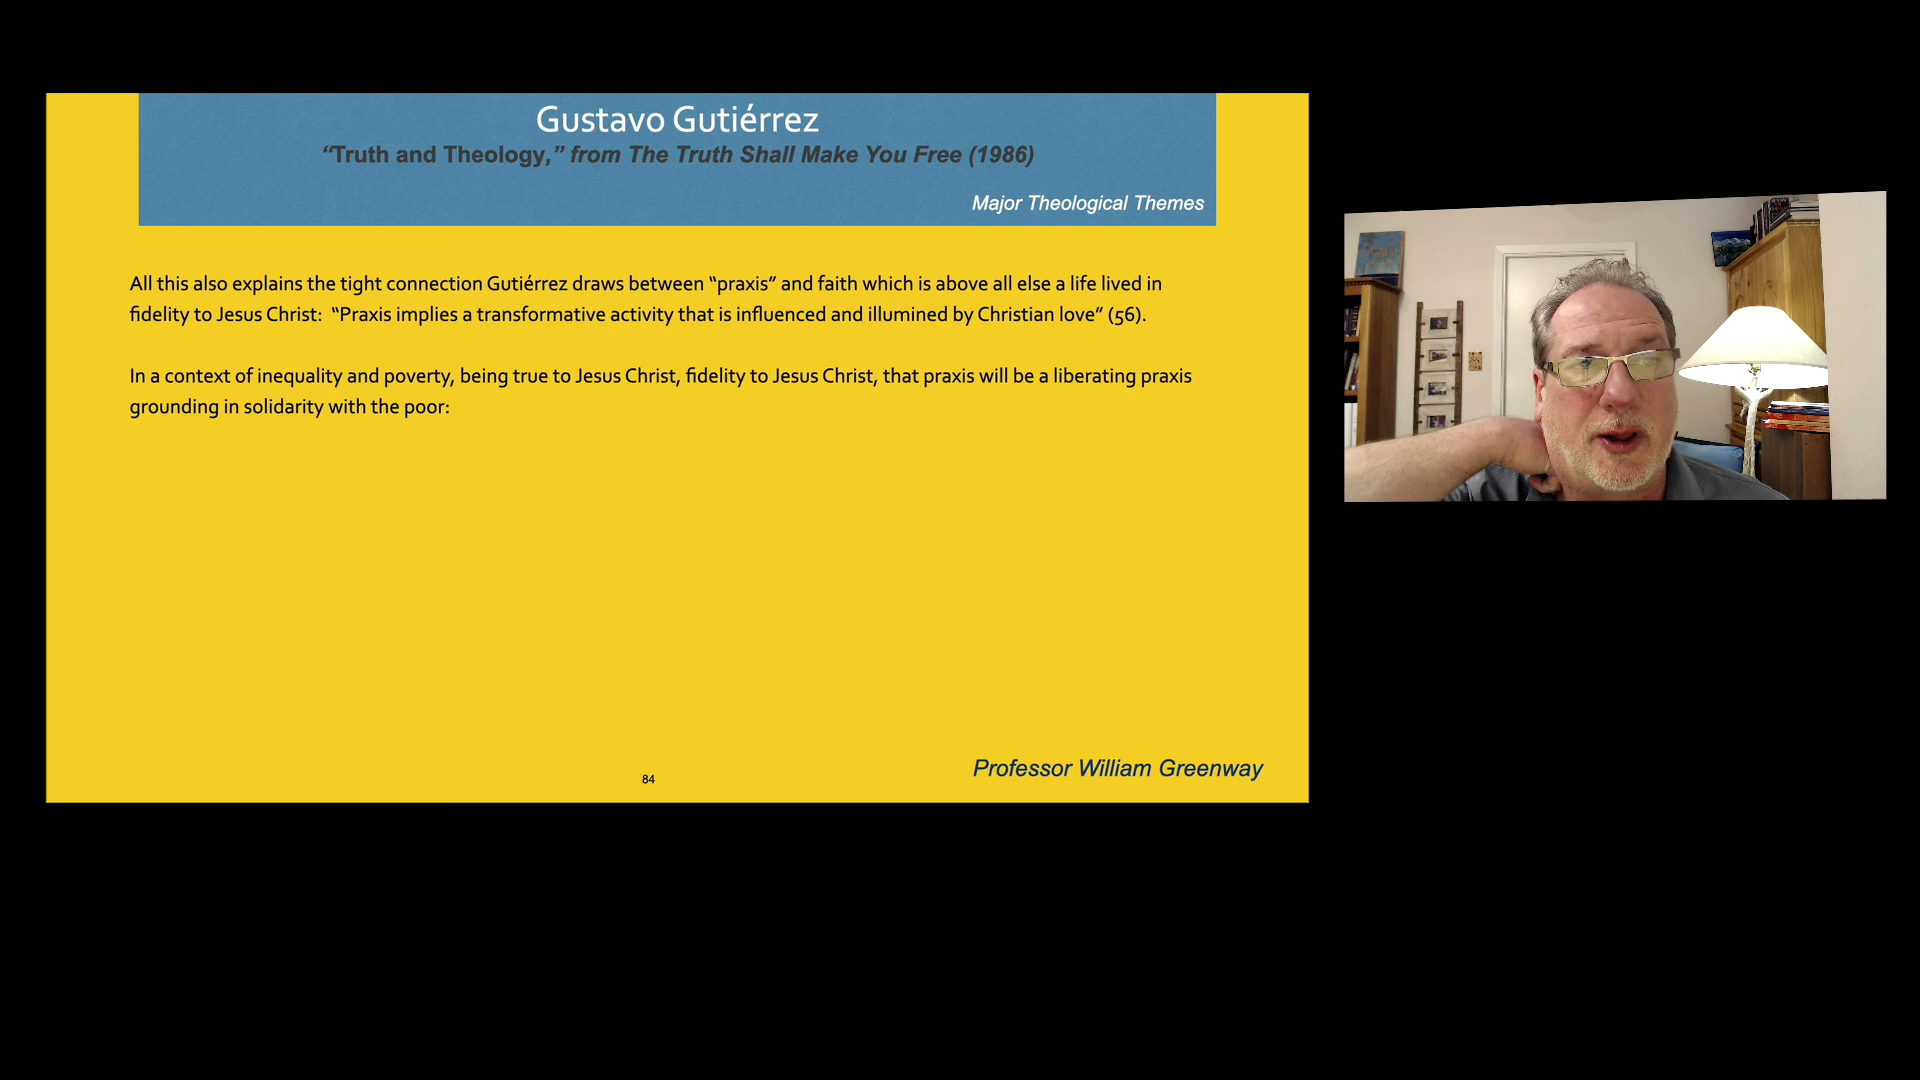 Gustavo Gutiérrez
“Truth and Theology,” from The Truth Shall Make You Free (1986)
Major Theological Themes
All this also explains the tight connection Gutiérrez draws between “praxis” and faith which is above all else a life lived in
fidelity to Jesus Christ:  “Praxis implies a transformative activity that is influenced and illumined by Christian love” (56).
In a context of inequality and poverty, being true to Jesus Christ, fidelity to Jesus Christ, that praxis will be a liberating praxis
grounding in solidarity with the poor:
84
Professor William Greenway